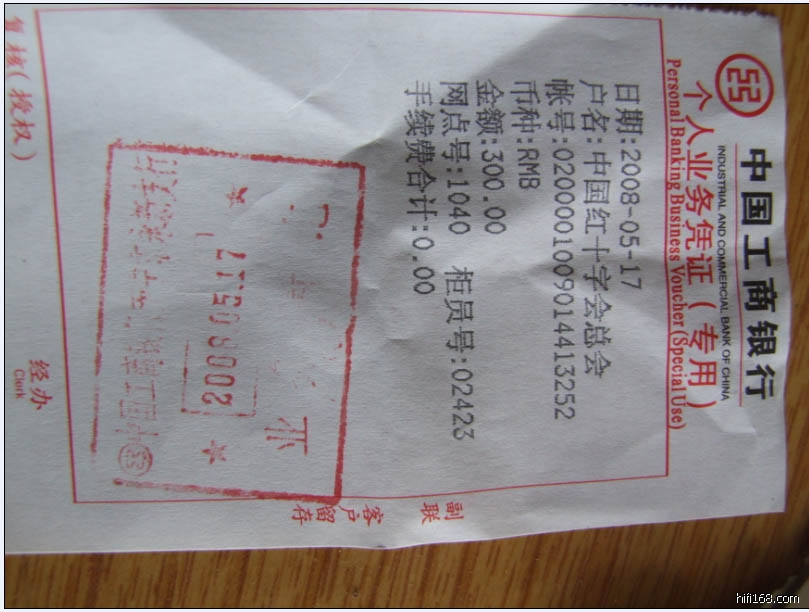 中国工商银行
INDUSTRIAL AND COMMERCIAL BANK OF CHINA
个人业务凭证(专用)
Personal Banking Business Voucher (Special Use)
日期:2008-05-17
户名:中国红十字会总会
帐号:0200001009014413252
币种:RMB
金额:300.00
网点号:1040 柜员号:02423
手续费合计:0.00
副联
客户留存
复核(授权)
经办
Clerk
hifi168.com